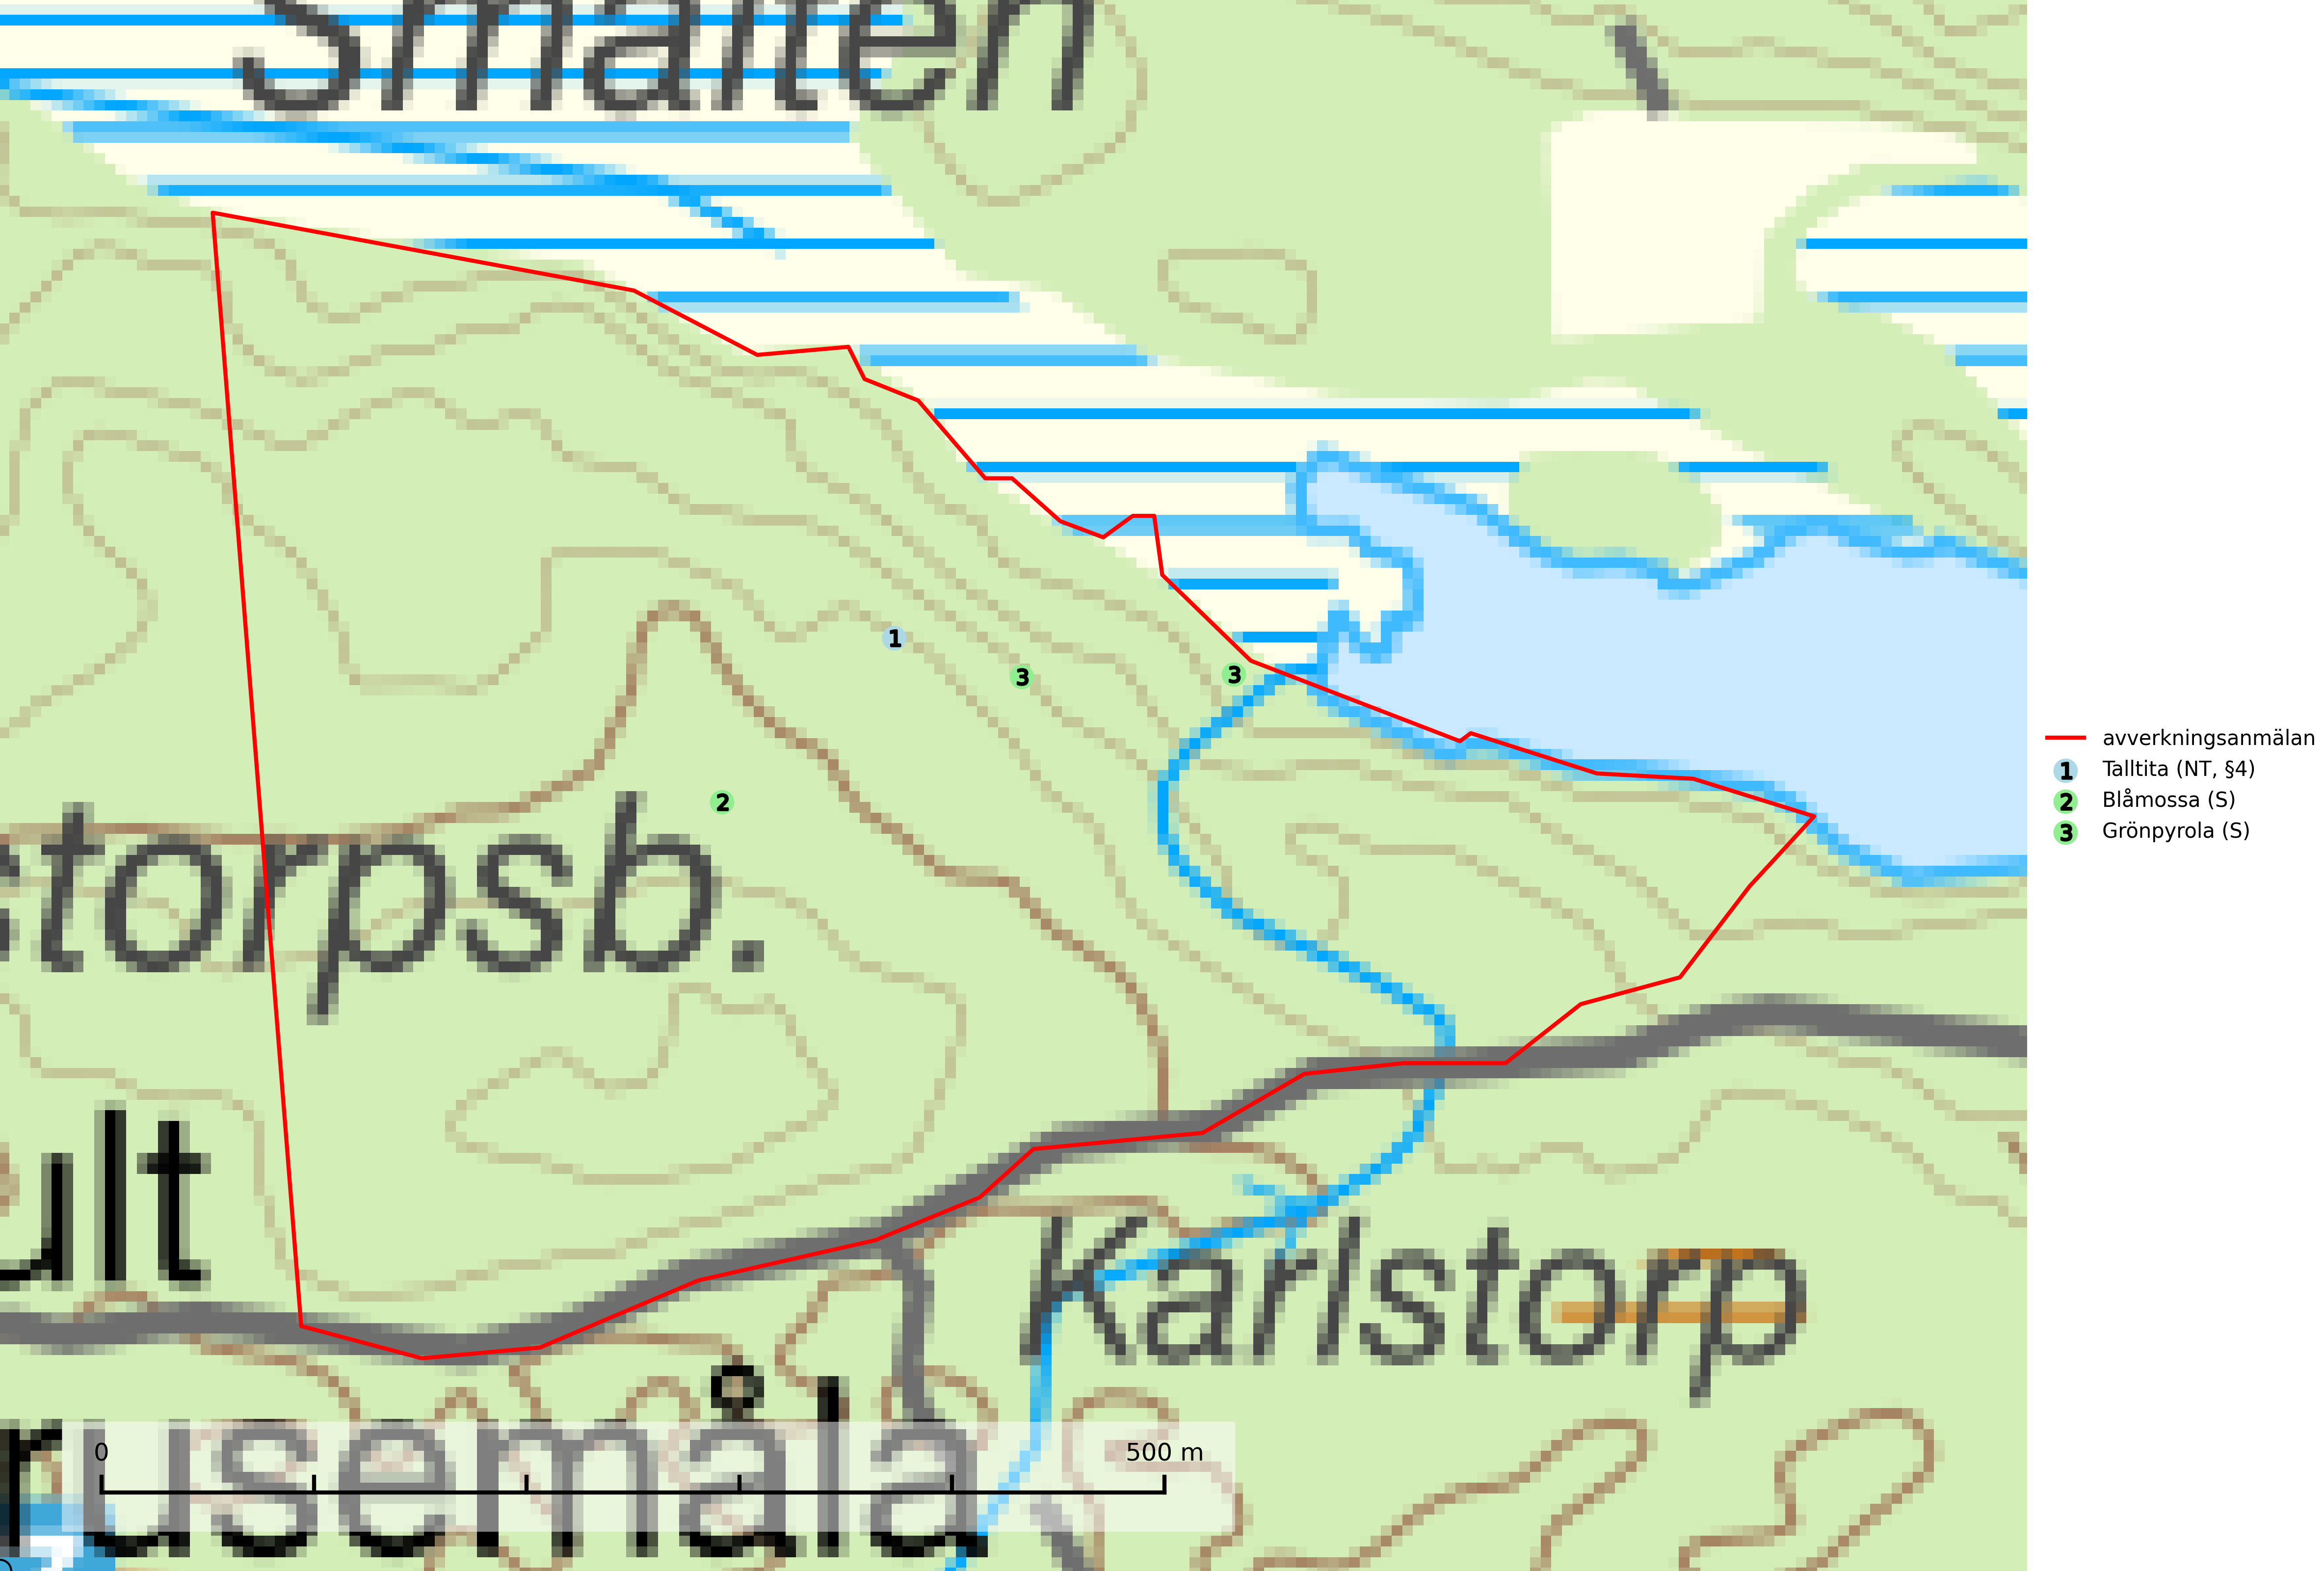 Smalten
storpsb.
ult
Karlstorp
rusemåla
0 500 m
avverkningsanmälan
1 Talltita (NT, §4)
2 Blåmossa (S)
3 Grönpyrola (S)
1
3
3
2